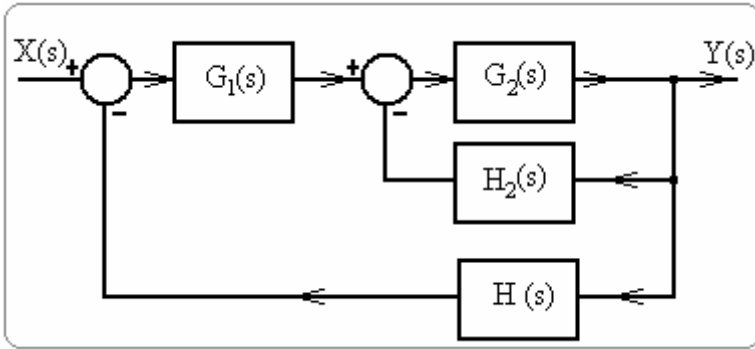 X(s)
+
-
G₁(s)
+
-
G₂(s)
Y(s)
H₂(s)
H (s)